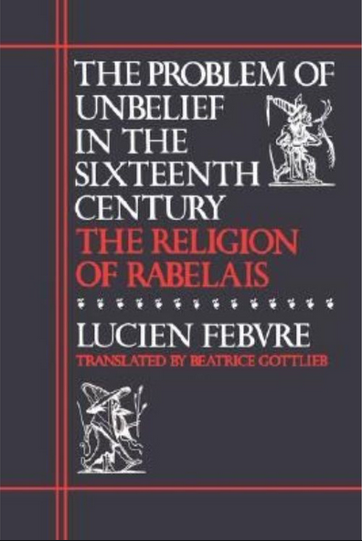 THE PROBLEM OF
UNBELIEF
IN THE
SIXTEENTH
CENTURY
THE RELIGION
OF RABELAIS
LUCIEN FEBVRE
TRANSLATED BY BEATRICE GOTTLIEB